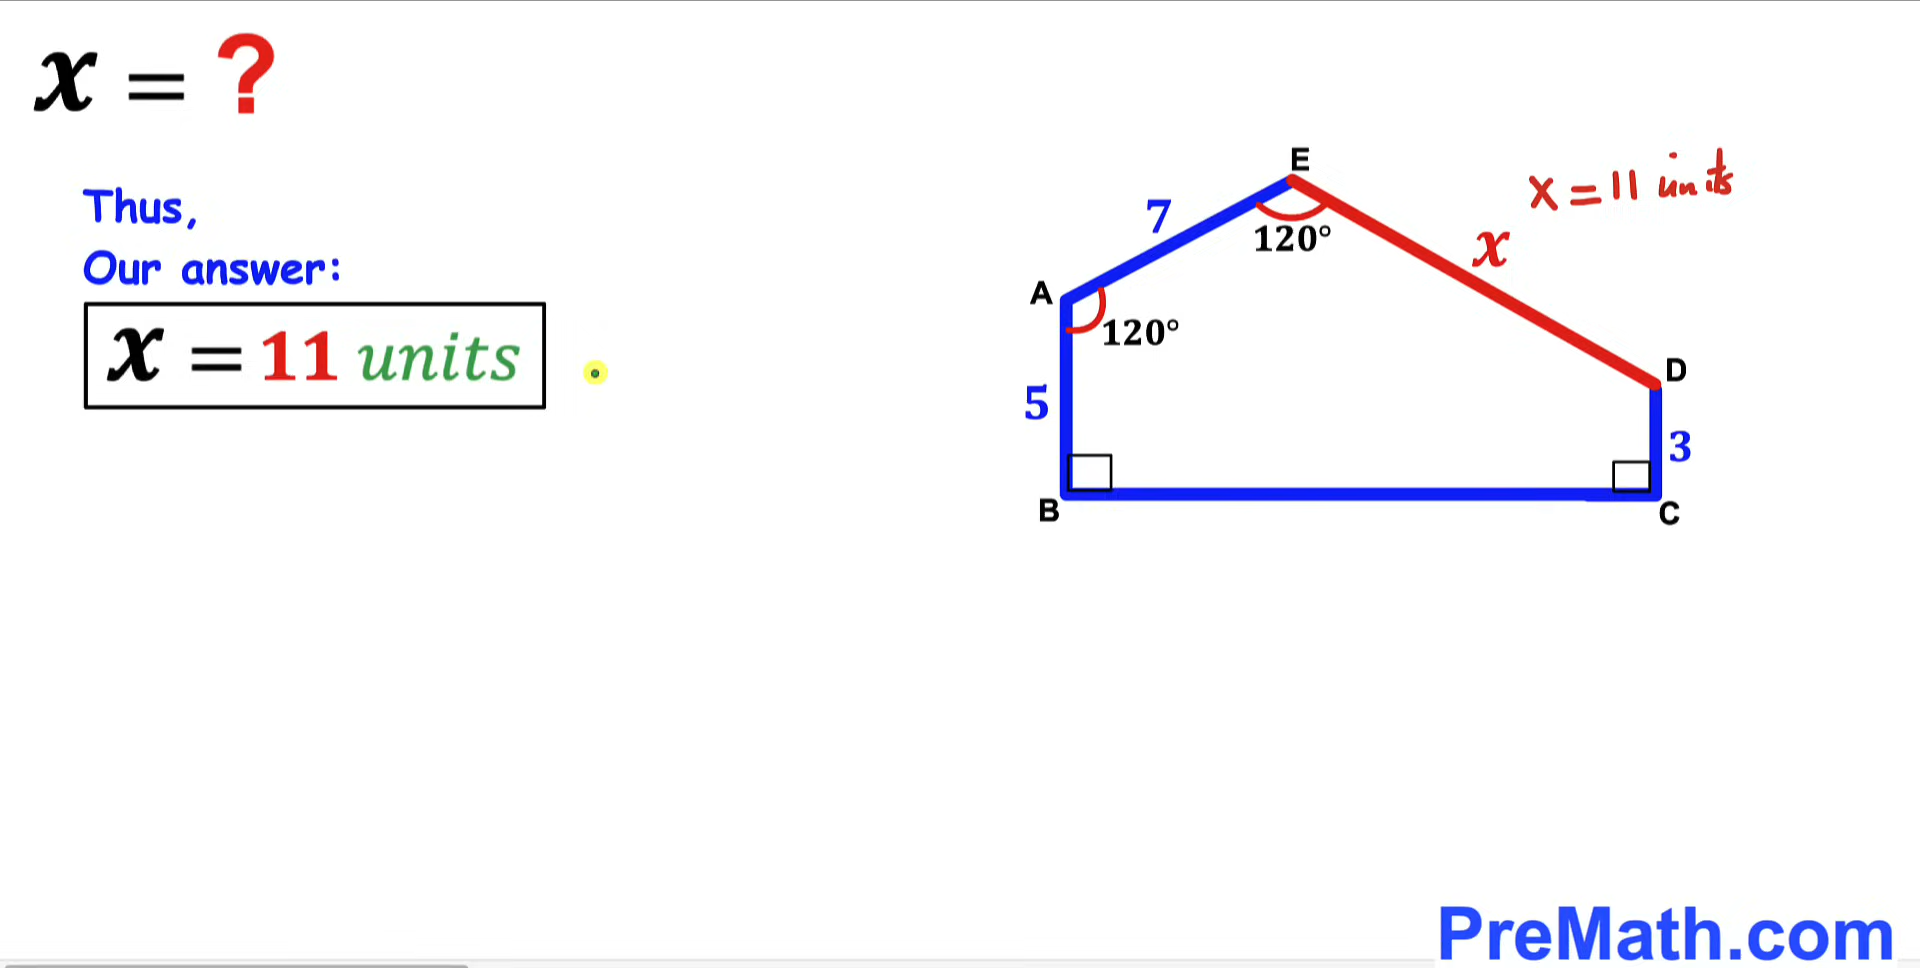 x = ?
E
x = 11 units
7
120°
x
Thus,
Our answer:
A
120°
x = 11 units
D
5
3
B
C
PreMath.com